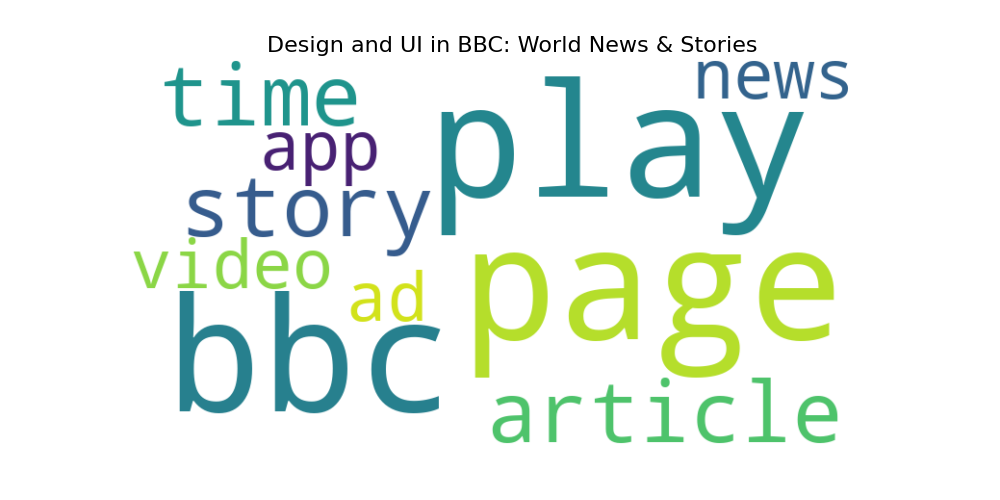 Design and UI in BBC: World News & Stories
time
play
news
app
story
video
page
ad
bbc
article